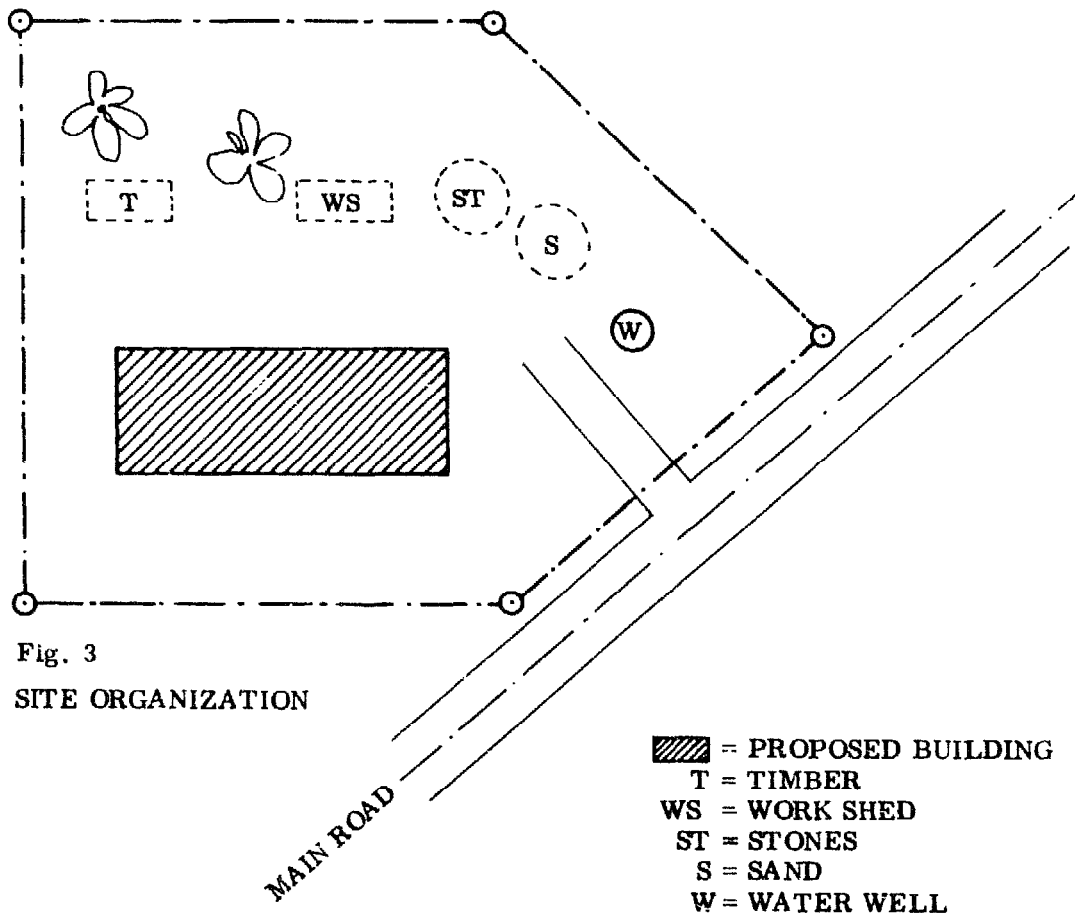 T
WS
ST
S
W
Fig. 3
SITE ORGANIZATION
MAIN ROAD
= PROPOSED BUILDING
T = TIMBER
WS = WORK SHED
ST = STONES
S = SAND
W = WATER WELL